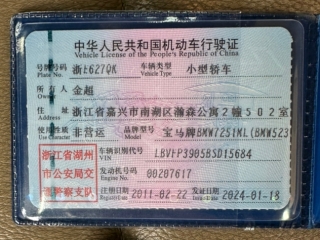 中华人民共和国机动车行驶证
Vehicle License of the People's Republic of China
号牌号码 浙E627QK 车辆类型 小型轿车
Plate No. Vehicle Type
所有人 金超
Owner
住址 浙江省嘉兴市南湖区瀚森公寓2幢502室
Address
使用性质 非营运 品牌型号 宝马牌BMW7251ML(BMW523
Use Character Model
浙江省湖州
市公安局交
通警察支队
车辆识别代号 LBVFP3905BSD15684
VIN
发动机号码 00207617
Engine No.
注册日期 2011-02-22 发证日期 2024-01-18